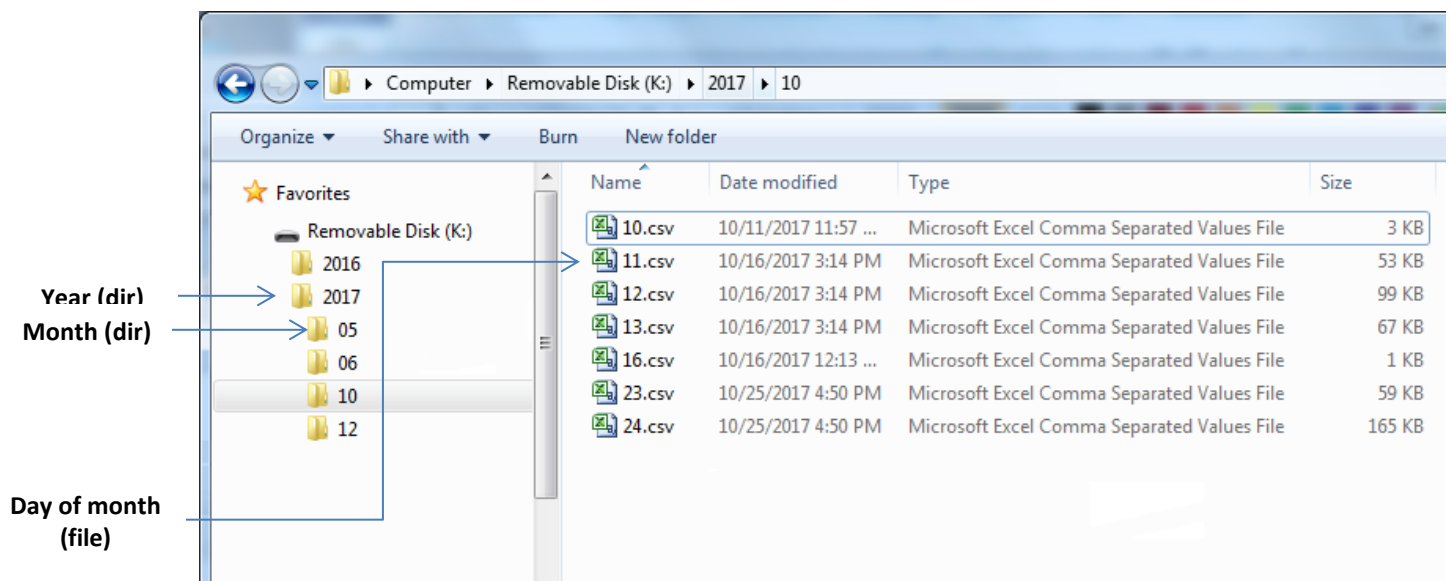 Computer Removable Disk (K:) 2017 10
Organize Share with Burn New folder
Favorites
Removable Disk (K:)
2016
2017
05
06
10
12
Name Date modified Type Size
10.csv 10/11/2017 11:57 ... Microsoft Excel Comma Separated Values File 3 KB
11.csv 10/16/2017 3:14 PM Microsoft Excel Comma Separated Values File 53 KB
12.csv 10/16/2017 3:14 PM Microsoft Excel Comma Separated Values File 99 KB
13.csv 10/16/2017 3:14 PM Microsoft Excel Comma Separated Values File 67 KB
16.csv 10/16/2017 12:13 ... Microsoft Excel Comma Separated Values File 1 KB
23.csv 10/25/2017 4:50 PM Microsoft Excel Comma Separated Values File 59 KB
24.csv 10/25/2017 4:50 PM Microsoft Excel Comma Separated Values File 165 KB
Year (dir)
Month (dir)
Day of month
(file)